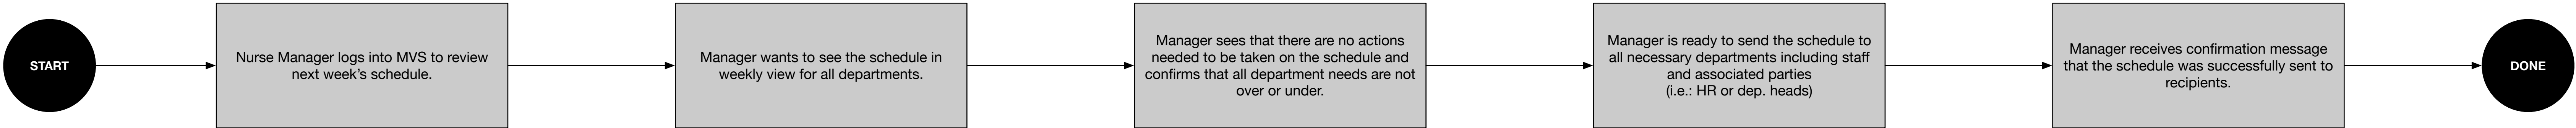 START
Nurse Manager logs into MVS to review
next week's schedule.
Manager wants to see the schedule in
weekly view for all departments.
Manager sees that there are no actions
needed to be taken on the schedule and
confirms that all department needs are not
over or under.
Manager is ready to send the schedule to
all necessary departments including staff
and associated parties
(i.e.: HR or dep. heads)
Manager receives confirmation message
that the schedule was successfully sent to
recipients.
DONE